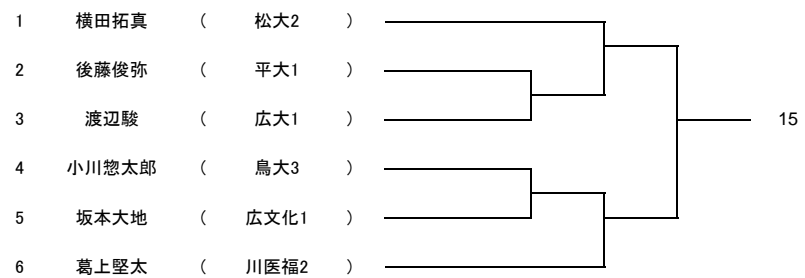 1 横田拓真 ( 松大2 )
2 後藤俊弥 ( 平大1 )
3 渡辺駿 ( 広大1 )
15
4 小川惣太郎 ( 鳥大3 )
5 坂本大地 ( 広文化1 )
6 葛上堅太 ( 川医福2 )